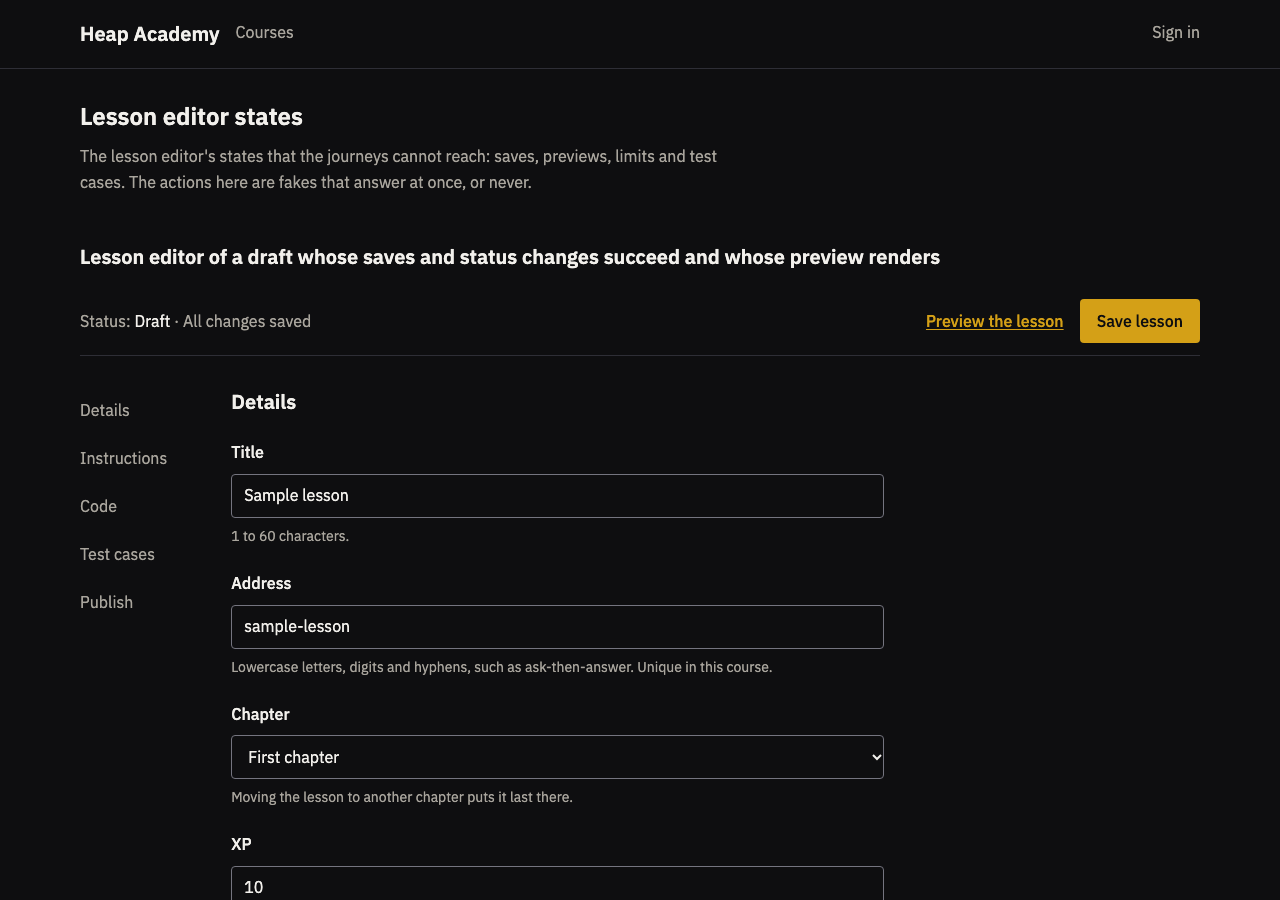 Heap Academy Courses Sign in
Lesson editor states
The lesson editor's states that the journeys cannot reach: saves, previews, limits and test
cases. The actions here are fakes that answer at once, or never.
Lesson editor of a draft whose saves and status changes succeed and whose preview renders
Status: Draft · All changes saved Preview the lesson Save lesson
Details
Instructions
Code
Test cases
Publish
Details
Title
Sample lesson
1 to 60 characters.
Address
sample-lesson
Lowercase letters, digits and hyphens, such as ask-then-answer. Unique in this course.
Chapter
First chapter
Moving the lesson to another chapter puts it last there.
XP
10